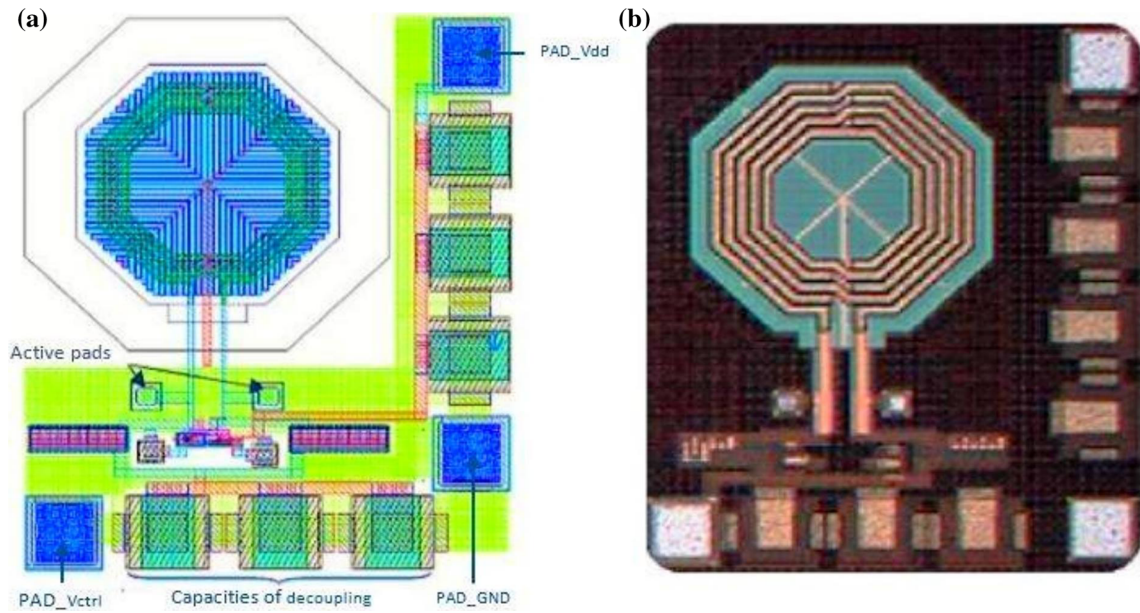 (a)
(b)
PAD_Vdd
Active pads
PAD_Vctrl
Capacities of decoupling
PAD_GND